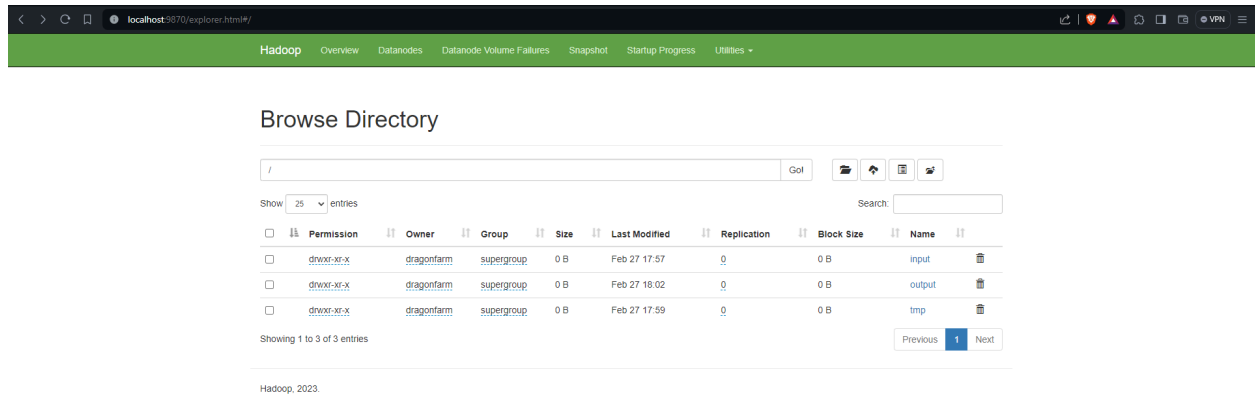 localhost:9870/explorer.html#/ VPN
Hadoop Overview Datanodes Datanode Volume Failures Snapshot Startup Progress Utilities
Browse Directory
/ Go!
Show 25 entries Search:
Permission Owner Group Size Last Modified Replication Block Size Name
drwxr-xr-x dragonfarm supergroup 0 B Feb 27 17:57 0 0 B input
drwxr-xr-x dragonfarm supergroup 0 B Feb 27 18:02 0 0 B output
drwxr-xr-x dragonfarm supergroup 0 B Feb 27 17:59 0 0 B tmp
Showing 1 to 3 of 3 entries Previous 1 Next
Hadoop, 2023.